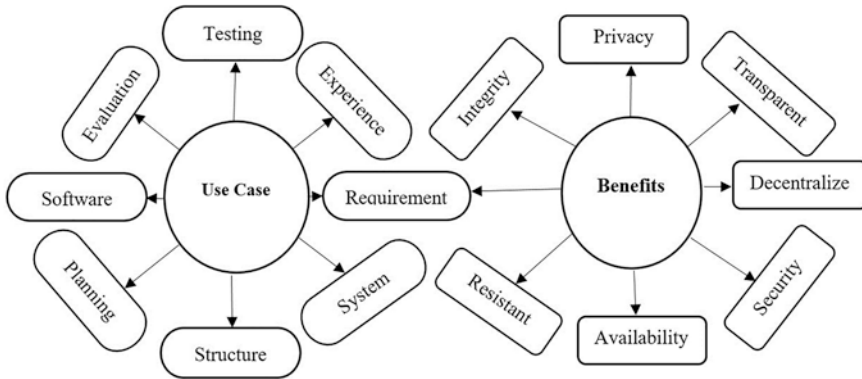 Testing
Experience
Evaluation
Use Case
Software
Requirement
Planning
System
Structure
Privacy
Integrity
Transparent
Benefits
Decentralize
Resistant
Security
Availability